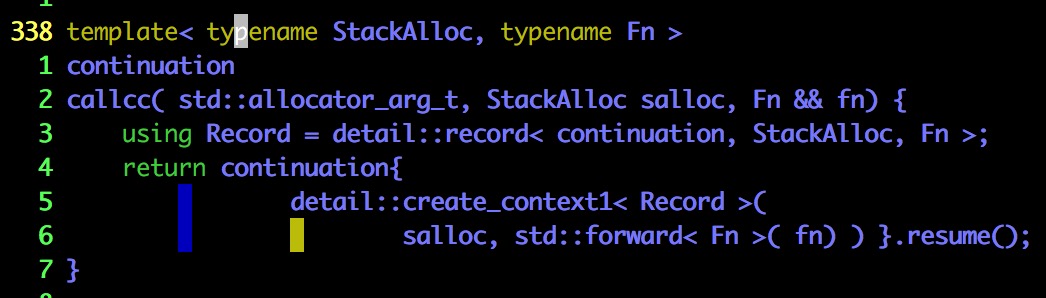 338 template< typename StackAlloc, typename Fn >
1 continuation
2 callcc( std::allocator_arg_t, StackAlloc salloc, Fn && fn) {
3     using Record = detail::record< continuation, StackAlloc, Fn >;
4     return continuation{
5                 detail::create_context1< Record >(
6                         salloc, std::forward< Fn >( fn) ) }.resume();
7 }